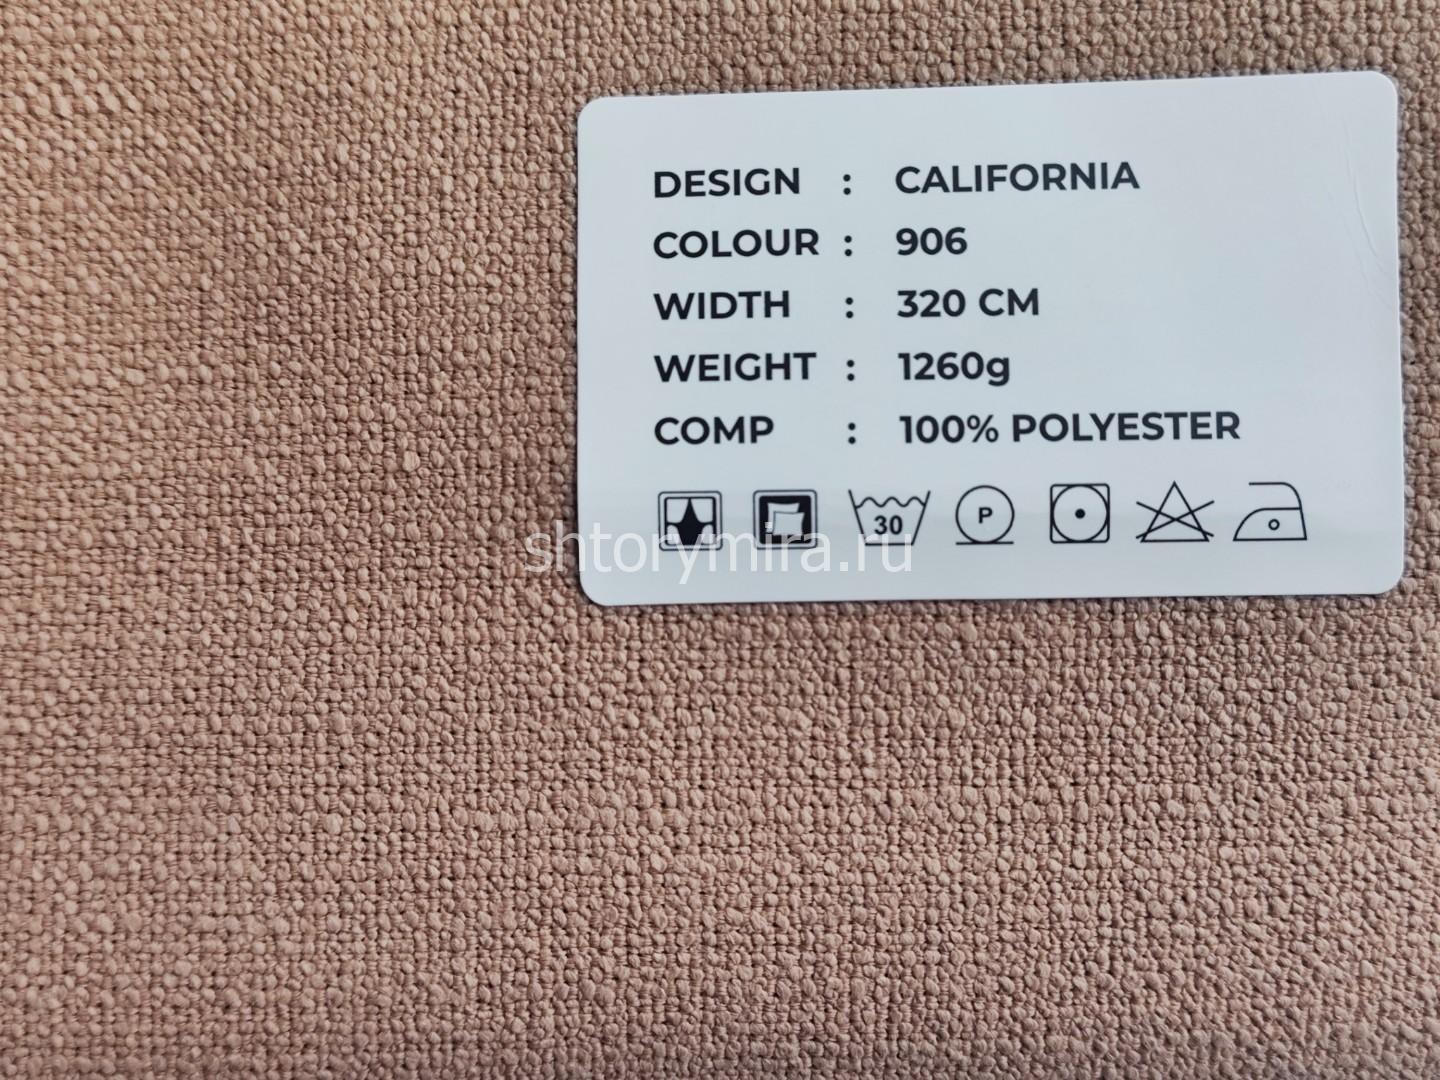 DESIGN : CALIFORNIA
COLOUR : 906
WIDTH : 320 CM
WEIGHT : 1260g
COMP : 100% POLYESTER
30 P
shtorymira.ru